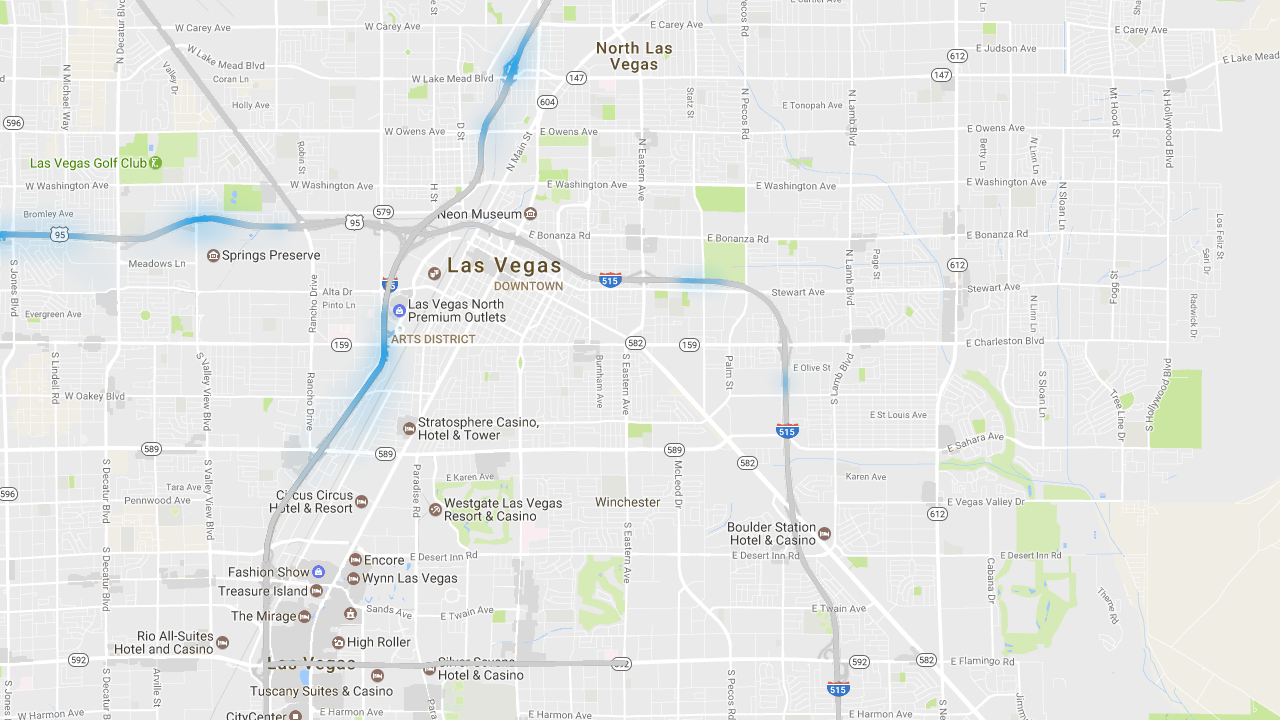 W Carey Ave
W Carey Ave
E Carey Ave
E Carey Ave
N Decatur Blvd
N Pecos Rd
North Las
Vegas
E Judson Ave
612
E Lake Mead
W Lake Mead Blvd
Coran Ln
W Lake Mead Blvd
147
147
N Michael Way
Valley Dr
Holly Ave
604
Statz St
N Pecos Rd
E Tonopah Ave
N Lamb Blvd
Mt Hood St
N Hollywood Blvd
596
W Owens Ave
E Owens Ave
E Owens Ave
D St
N Main St
N Eastern Ave
Robin St
Betty Ln
N Linn Ln
Las Vegas Golf Club
W Washington Ave
W Washington Ave
E Washington Ave
E Washington Ave
E Washington Ave
H St
N Sloan Ln
Bromley Ave
579
95
95
Neon Museum
E Bonanza Rd
E Bonanza Rd
E Bonanza Rd
Los Feliz St
Sari Dr
Springs Preserve
Meadows Ln
Las Vegas
DOWNTOWN
515
S Jones Blvd
N Lamb Blvd
Page St
612
Fogg St
Stewart Ave
Stewart Ave
Radwick Dr
Alta Dr
Pinto Ln
Rancho Drive
Las Vegas North
Premium Outlets
Evergreen Ave
N Linn Ln
159
ARTS DISTRICT
582
159
E Charleston Blvd
S Lindell Rd
S Valley View Blvd
Rancho Drive
Burnham Ave
S Eastern Ave
Palm St
E Olive St
S Lamb Blvd
S Sloan Ln
Tree Line Dr
S Hollywood Blvd
W Oakey Blvd
E St Louis Ave
515
Stratosphere Casino,
Hotel & Tower
E Sahara Ave
589
589
589
582
S Decatur Blvd
S Valley View Blvd
Paradise Rd
McLeod Dr
Tara Ave
E Karen Ave
Karen Ave
596
Pennwood Ave
Circus Circus
Hotel & Resort
Westgate Las Vegas
Resort & Casino
Winchester
E Vegas Valley Dr
612
Boulder Station
Hotel & Casino
S Eastern Ave
E Desert Inn Rd
E Desert Inn Rd
E Desert Inn Rd
Encore
Fashion Show
Wynn Las Vegas
Treasure Island
S Decatur Blvd
Cabana Dr
Theme Rd
The Mirage
Sands Ave
E Twain Ave
E Twain Ave
Rio All-Suites
Hotel and Casino
High Roller
592
Las Vegas
Hotel & Casino
592
582
E Flamingo Rd
Tuscany Suites & Casino
515
Arville St
S Decatur Blvd
S Pecos Rd
W Harmon Ave
CityCenter
E Harmon Ave
E Harmon Ave
E Harmon Ave